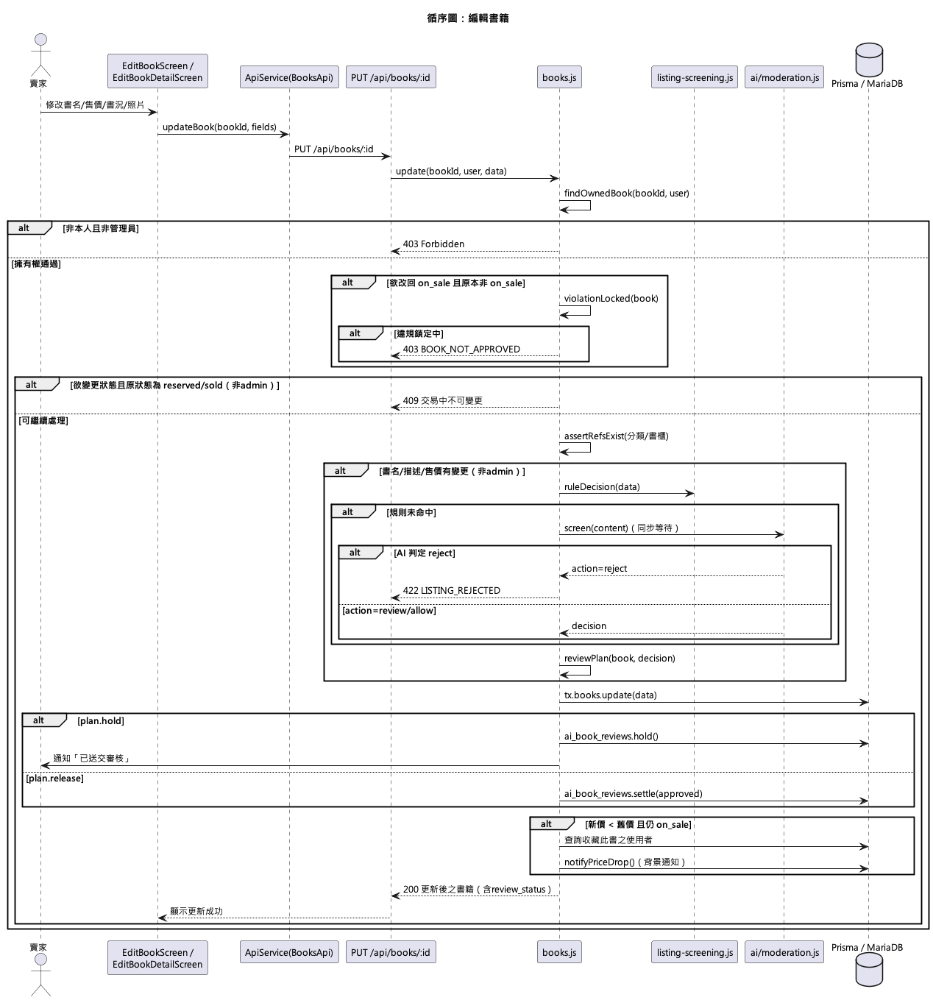 循序圖：編輯書籍
賣家
EditBookScreen /
EditBookDetailScreen
ApiService(BooksApi)
PUT /api/books/:id
books.js
listing-screening.js
ai/moderation.js
Prisma / MariaDB
修改書名/售價/書況/照片
updateBook(bookId, fields)
PUT /api/books/:id
update(bookId, user, data)
findOwnedBook(bookId, user)
alt [非本人且非管理員]
403 Forbidden
[擁有權通過]
alt [欲改回 on_sale 且原本非 on_sale]
violationLocked(book)
alt [違規鎖定中]
403 BOOK_NOT_APPROVED
alt [欲變更狀態且原狀態為 reserved/sold（非admin）]
409 交易中不可變更
[可繼續處理]
assertRefsExist(分類/書櫃)
alt [書名/描述/售價有變更（非admin）]
ruleDecision(data)
alt [規則未命中]
screen(content)（同步等待）
alt [AI 判定 reject]
action=reject
422 LISTING_REJECTED
[action=review/allow]
decision
reviewPlan(book, decision)
tx.books.update(data)
alt [plan.hold]
ai_book_reviews.hold()
通知「已送交審核」
[plan.release]
ai_book_reviews.settle(approved)
alt [新價 < 舊價 且仍 on_sale]
查詢收藏此書之使用者
notifyPriceDrop()（背景通知）
200 更新後之書籍（含review_status）
顯示更新成功
賣家
EditBookScreen /
EditBookDetailScreen
ApiService(BooksApi)
PUT /api/books/:id
books.js
listing-screening.js
ai/moderation.js
Prisma / MariaDB